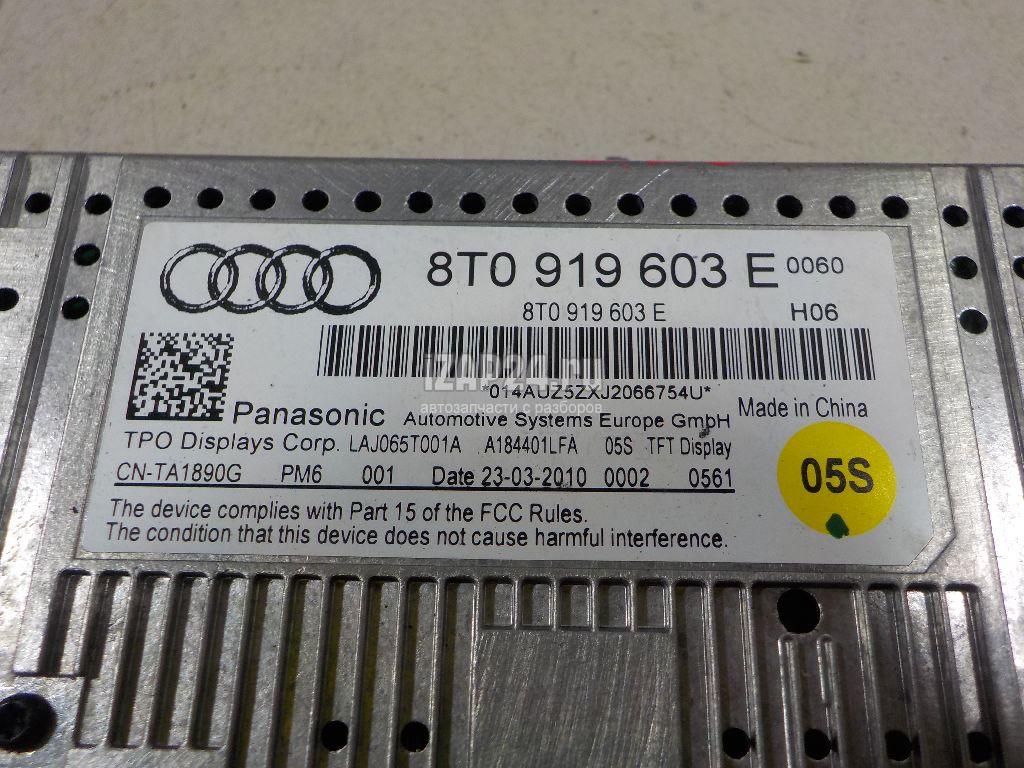 8T0 919 603 E 0060
8T0 919 603 E H06
iZAP24.ru
*014AUZ5ZXJ2066754U*
автозапчасти с разборов
Panasonic Automotive Systems Europe GmbH Made in China
TPO Displays Corp. LAJ065T001A A184401LFA 05S TFT Display
CN-TA1890G PM6 001 Date 23-03-2010 0002 0561
05S
The device complies with Part 15 of the FCC Rules.
The condition that this device does not cause harmful interference.